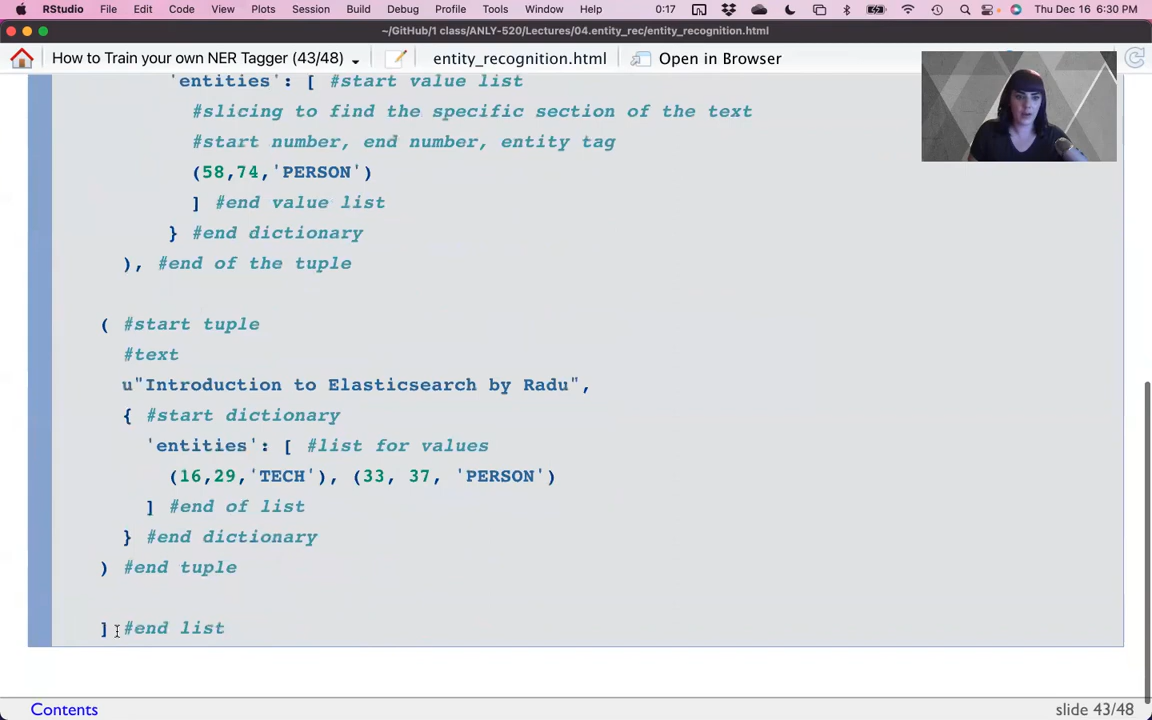 RStudio File Edit Code View Plots Session Build Debug Profile Tools Window Help 0:17 Thu Dec 16 6:30 PM
~/GitHub/1 class/ANLY-520/Lectures/04.entity_rec/entity_recognition.html
How to Train your own NER Tagger (43/48) entity_recognition.html Open in Browser
'entities': [ #start value list
#slicing to find the specific section of the text
#start number, end number, entity tag
(58,74,'PERSON')
] #end value list
} #end dictionary
), #end of the tuple
( #start tuple
#text
u"Introduction to Elasticsearch by Radu",
{ #start dictionary
'entities': [ #list for values
(16,29,'TECH'), (33, 37, 'PERSON')
] #end of list
} #end dictionary
) #end tuple
] #end list
Contents slide 43/48